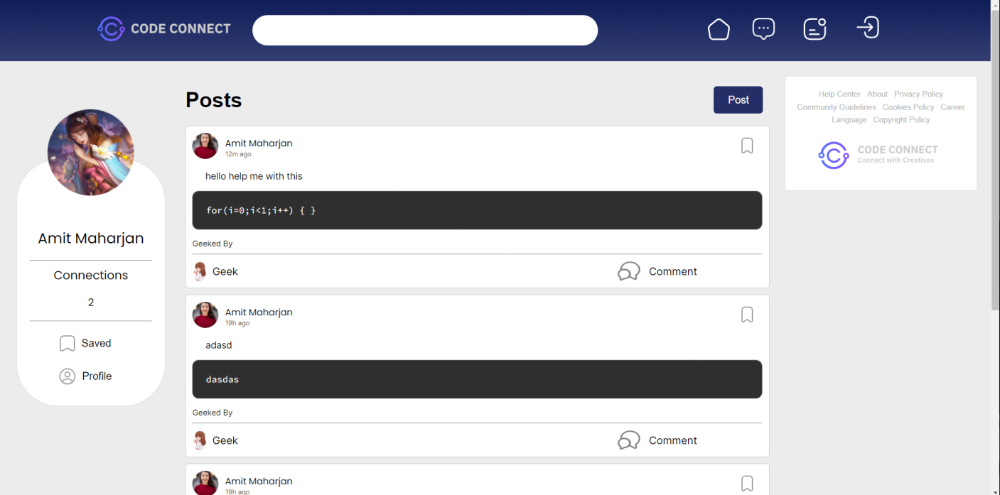 CODE CONNECT
Posts
Post
Amit Maharjan
Connections
2
Saved
Profile
Amit Maharjan
12m ago
hello help me with this
for(i=0;i<1;i++) { }
Geeked By
Geek
Comment
Amit Maharjan
19h ago
adasd
dasdas
Geeked By
Geek
Comment
Amit Maharjan
19h ago
Help Center About Privacy Policy
Community Guidelines Cookies Policy Career
Language Copyright Policy
CODE CONNECT
Connect with Creatives